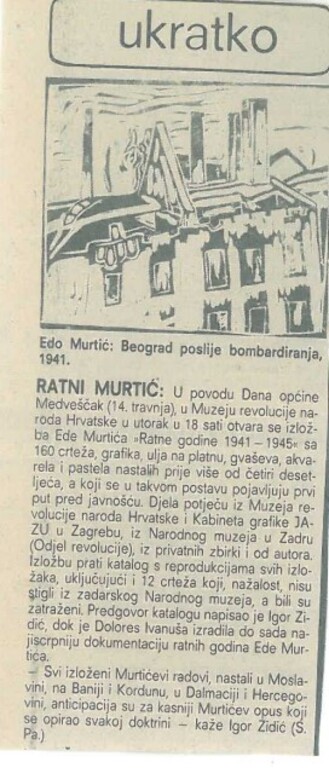 ukratko
Edo Murtić: Beograd poslije bombardiranja,
1941.
RATNI MURTIĆ: U povodu Dana općine
Medveščak (14. travnja), u Muzeju revolucije na-
roda Hrvatske u utorak u 18 sati otvara se izlož-
ba Ede Murtića »Ratne godine 1941 – 1945« sa
160 crteža, grafika, ulja na platnu, gvaševa, akva-
rela i pastela nastalih prije više od četiri deset-
ljeća, a koji se u takvom postavu pojavljuju prvi
put pred javnošću. Djela potječu iz Muzeja re-
volucije naroda Hrvatske i Kabineta grafike JA-
ZU u Zagrebu, iz Narodnog muzeja u Zadru
(Odjel revolucije), iz privatnih zbirki i od autora.
Izložbu prati katalog s reprodukcijama svih izlo-
žaka, uključujući i 12 crteža koji, nažalost, nisu
stigli iz zadarskog Narodnog muzeja, a bili su
zatraženi. Predgovor katalogu napisao je Igor Zi-
dić, dok je Dolores Ivanuša izradila do sada na-
jiscrpniju dokumentaciju ratnih godina Ede Mur-
tića.
– Svi izloženi Murtićevi radovi, nastali u Mosla-
vini, na Baniji i Kordunu, u Dalmaciji i Hercego-
vini, anticipacija su za kasniji Murtićev opus koji
se opirao svakoj doktrini – kaže Igor Zidić (S.
Pa.)